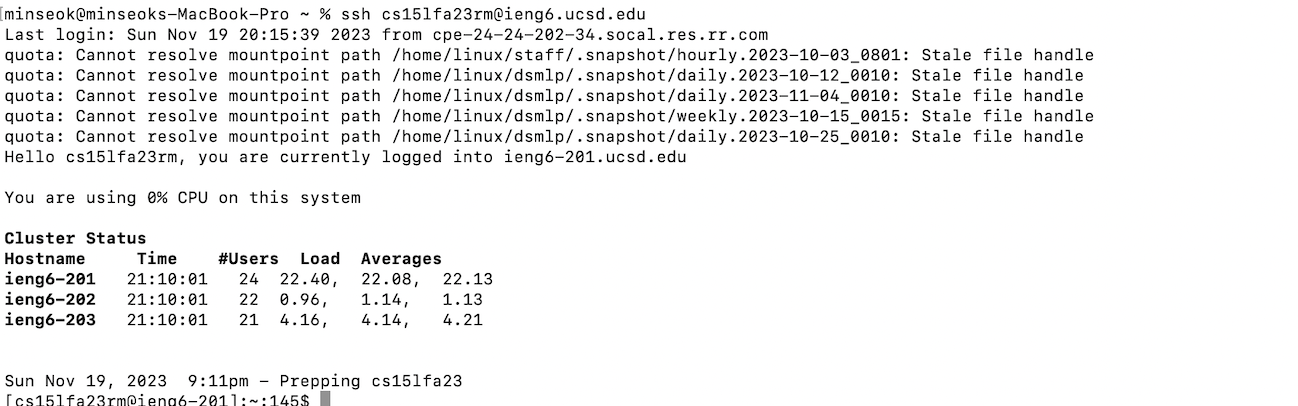 [minseok@minseoks-MacBook-Pro ~ % ssh cs15lfa23rm@ieng6.ucsd.edu
Last login: Sun Nov 19 20:15:39 2023 from cpe-24-24-202-34.socal.res.rr.com
quota: Cannot resolve mountpoint path /home/linux/staff/.snapshot/hourly.2023-10-03_0801: Stale file handle
quota: Cannot resolve mountpoint path /home/linux/dsmlp/.snapshot/daily.2023-10-12_0010: Stale file handle
quota: Cannot resolve mountpoint path /home/linux/dsmlp/.snapshot/daily.2023-11-04_0010: Stale file handle
quota: Cannot resolve mountpoint path /home/linux/dsmlp/.snapshot/weekly.2023-10-15_0015: Stale file handle
quota: Cannot resolve mountpoint path /home/linux/dsmlp/.snapshot/daily.2023-10-25_0010: Stale file handle
Hello cs15lfa23rm, you are currently logged into ieng6-201.ucsd.edu
You are using 0% CPU on this system
Cluster Status
Hostname     Time    #Users  Load  Averages
ieng6-201   21:10:01   24  22.40,  22.08,  22.13
ieng6-202   21:10:01   22  0.96,   1.14,   1.13
ieng6-203   21:10:01   21  4.16,   4.14,   4.21
Sun Nov 19, 2023  9:11pm - Prepping cs15lfa23
[cs15lfa23rm@ieng6-201]:~:145$